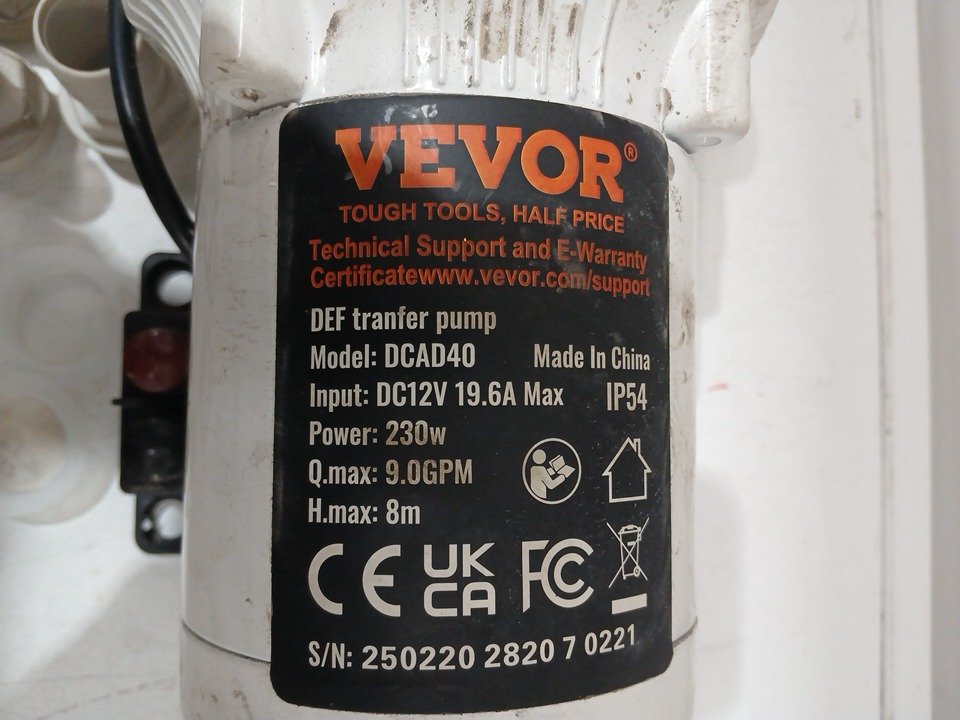 VEVOR®
TOUGH TOOLS, HALF PRICE
Technical Support and E-Warranty
Certificatewww.vevor.com/support
DEF tranfer pump
Model: DCAD40 Made In China
Input: DC12V 19.6A Max IP54
Power: 230w
Q.max: 9.0GPM
H.max: 8m
CE UK CA FC
S/N: 250220 2820 7 0221